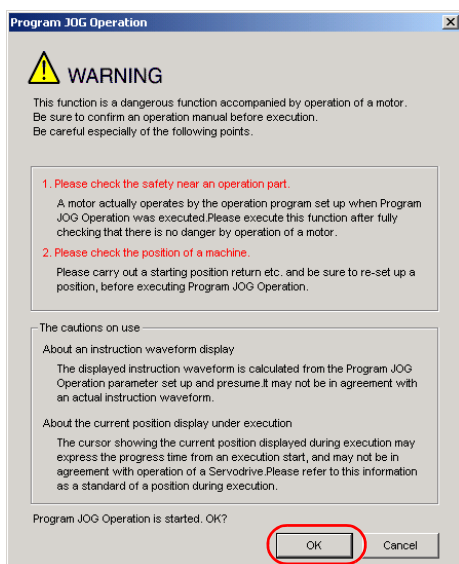 Program JOG Operation
WARNING
This function is a dangerous function accompanied by operation of a motor.
Be sure to confirm an operation manual before execution.
Be careful especially of the following points.
1. Please check the safety near an operation part.
A motor actually operates by the operation program set up when Program
JOG Operation was executed.Please execute this function after fully
checking that there is no danger by operation of a motor.
2. Please check the position of a machine.
Please carry out a starting position return etc. and be sure to re-set up a
position, before executing Program JOG Operation.
The cautions on use
About an instruction waveform display
The displayed instruction waveform is calculated from the Program JOG
Operation parameter set up and presume.It may not be in agreement with
an actual instruction waveform.
About the current position display under execution
The cursor showing the current position displayed during execution may
express the progress time from an execution start, and may not be in
agreement with operation of a Servodrive.Please refer to this information
as a standard of a position during execution.
Program JOG Operation is started. OK?
OK
Cancel